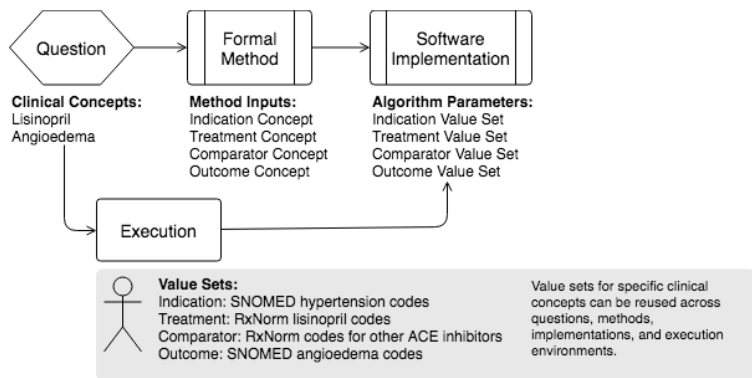 Question
Formal
Method
Software
Implementation
Clinical Concepts:
Lisinopril
Angioedema
Method Inputs:
Indication Concept
Treatment Concept
Comparator Concept
Outcome Concept
Algorithm Parameters:
Indication Value Set
Treatment Value Set
Comparator Value Set
Outcome Value Set
Execution
Value Sets:
Indication: SNOMED hypertension codes
Treatment: RxNorm lisinopril codes
Comparator: RxNorm codes for other ACE inhibitors
Outcome: SNOMED angioedema codes
Value sets for specific clinical
concepts can be reused across
questions, methods,
implementations, and execution
environments.